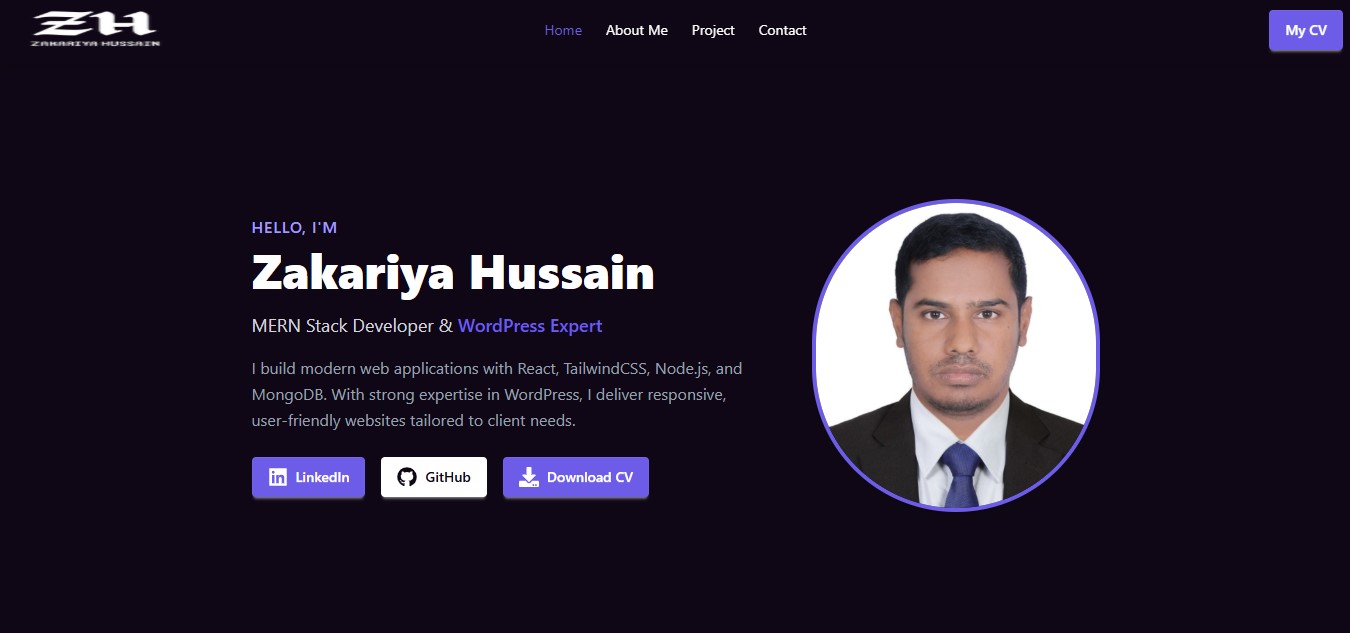 ZH
ZAKARIYA HUSSAIN
Home About Me Project Contact
My CV
HELLO, I'M
Zakariya Hussain
MERN Stack Developer & WordPress Expert
I build modern web applications with React, TailwindCSS, Node.js, and
MongoDB. With strong expertise in WordPress, I deliver responsive,
user-friendly websites tailored to client needs.
in LinkedIn GitHub Download CV